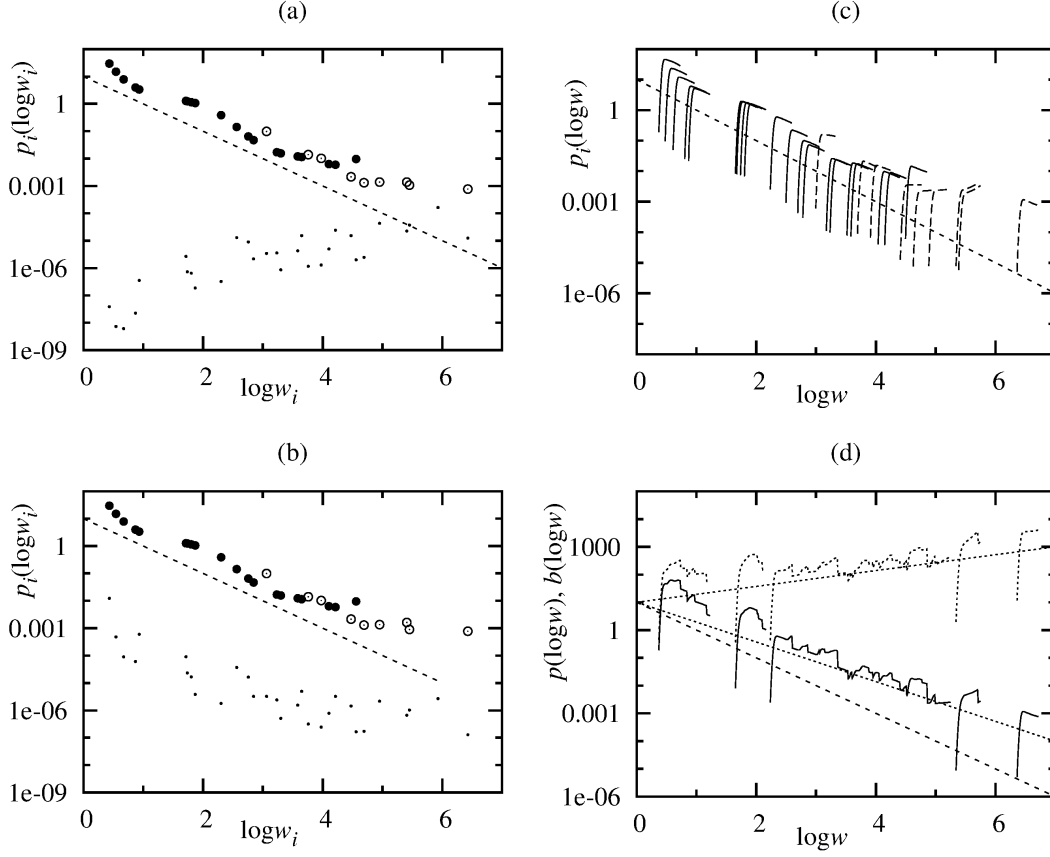 (a)
p_i(logw_i)
1
0.001
1e-06
1e-09
0 2 4 6
logw_i
(c)
p_i(logw)
1
0.001
1e-06
0 2 4 6
logw
(b)
p_i(logw_i)
1
0.001
1e-06
1e-09
0 2 4 6
logw_i
(d)
p(logw), b(logw)
1000
1
0.001
1e-06
0 2 4 6
logw